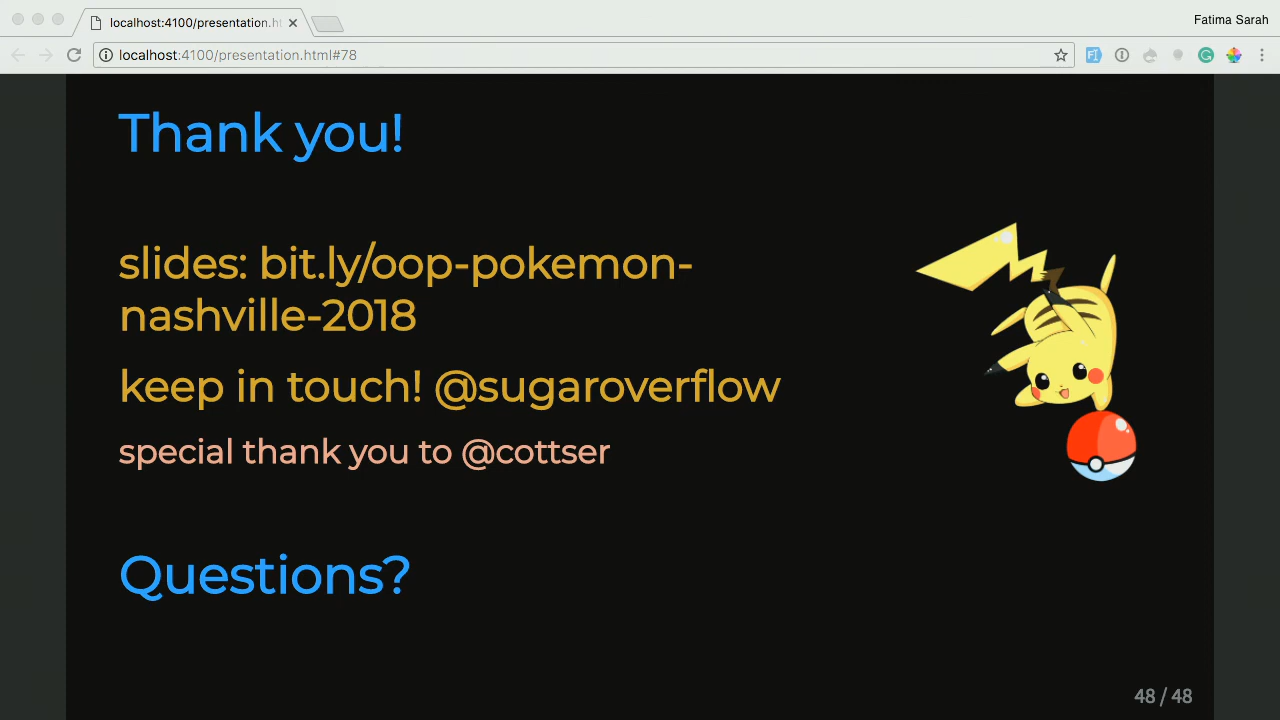 localhost:4100/presentation.h
Fatima Sarah
localhost:4100/presentation.html#78
Thank you!
slides: bit.ly/oop-pokemon-
nashville-2018
keep in touch! @sugaroverflow
special thank you to @cottser
Questions?
48 / 48